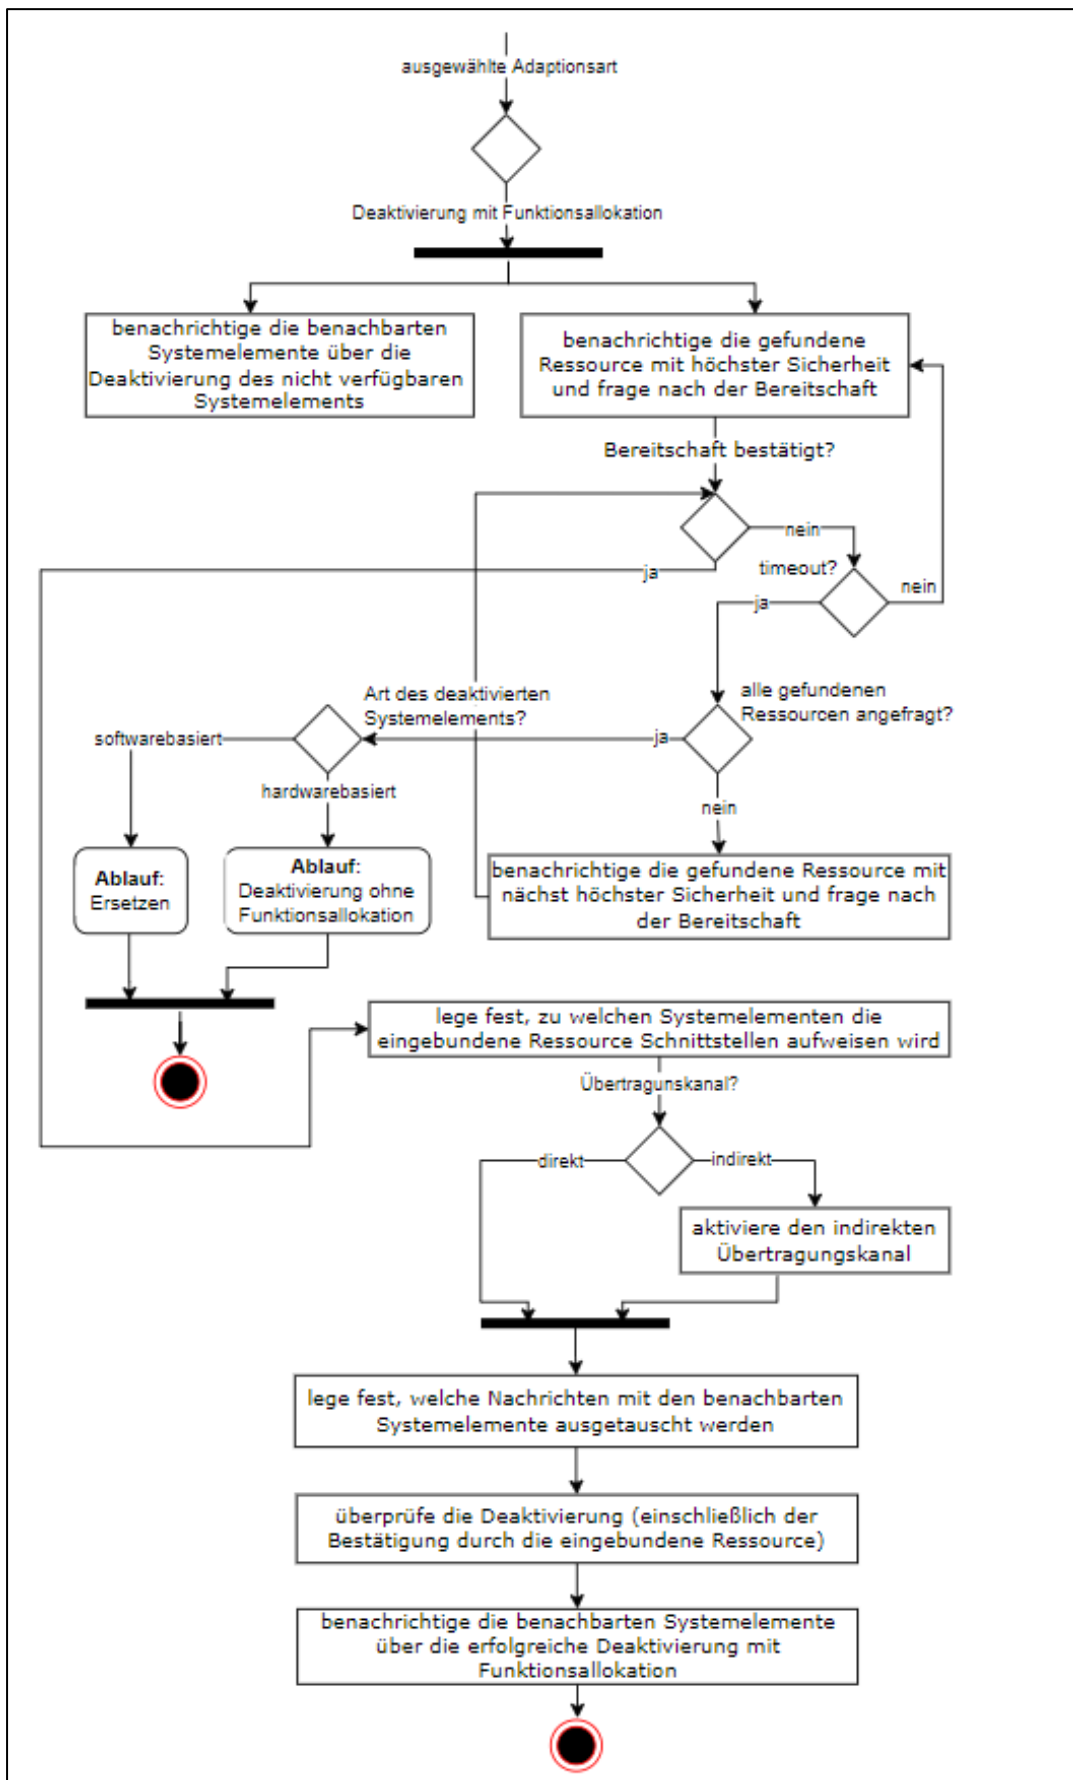 ausgewählte Adaptionsart
Deaktivierung mit Funktionsallokation
benachrichtige die benachbarten
Systemelemente über die
Deaktivierung des nicht verfügbaren
Systemelements
benachrichtige die gefundene
Ressource mit höchster Sicherheit
und frage nach der Bereitschaft
Bereitschaft bestätigt?
nein
ja
timeout?
nein
ja
alle gefundenen
Ressourcen angefragt?
ja
Art des deaktivierten
Systemelements?
softwarebasiert
hardwarebasiert
nein
Ablauf:
Ersetzen
Ablauf:
Deaktivierung ohne
Funktionsallokation
benachrichtige die gefundene Ressource mit
nächst höchster Sicherheit und frage nach
der Bereitschaft
lege fest, zu welchen Systemelementen die
eingebundene Ressource Schnittstellen aufweisen wird
Übertragunskanal?
direkt
indirekt
aktiviere den indirekten
Übertragungskanal
lege fest, welche Nachrichten mit den benachbarten
Systemelemente ausgetauscht werden
überprüfe die Deaktivierung (einschließlich der
Bestätigung durch die eingebundene Ressource)
benachrichtige die benachbarten Systemelemente
über die erfolgreiche Deaktivierung mit
Funktionsallokation